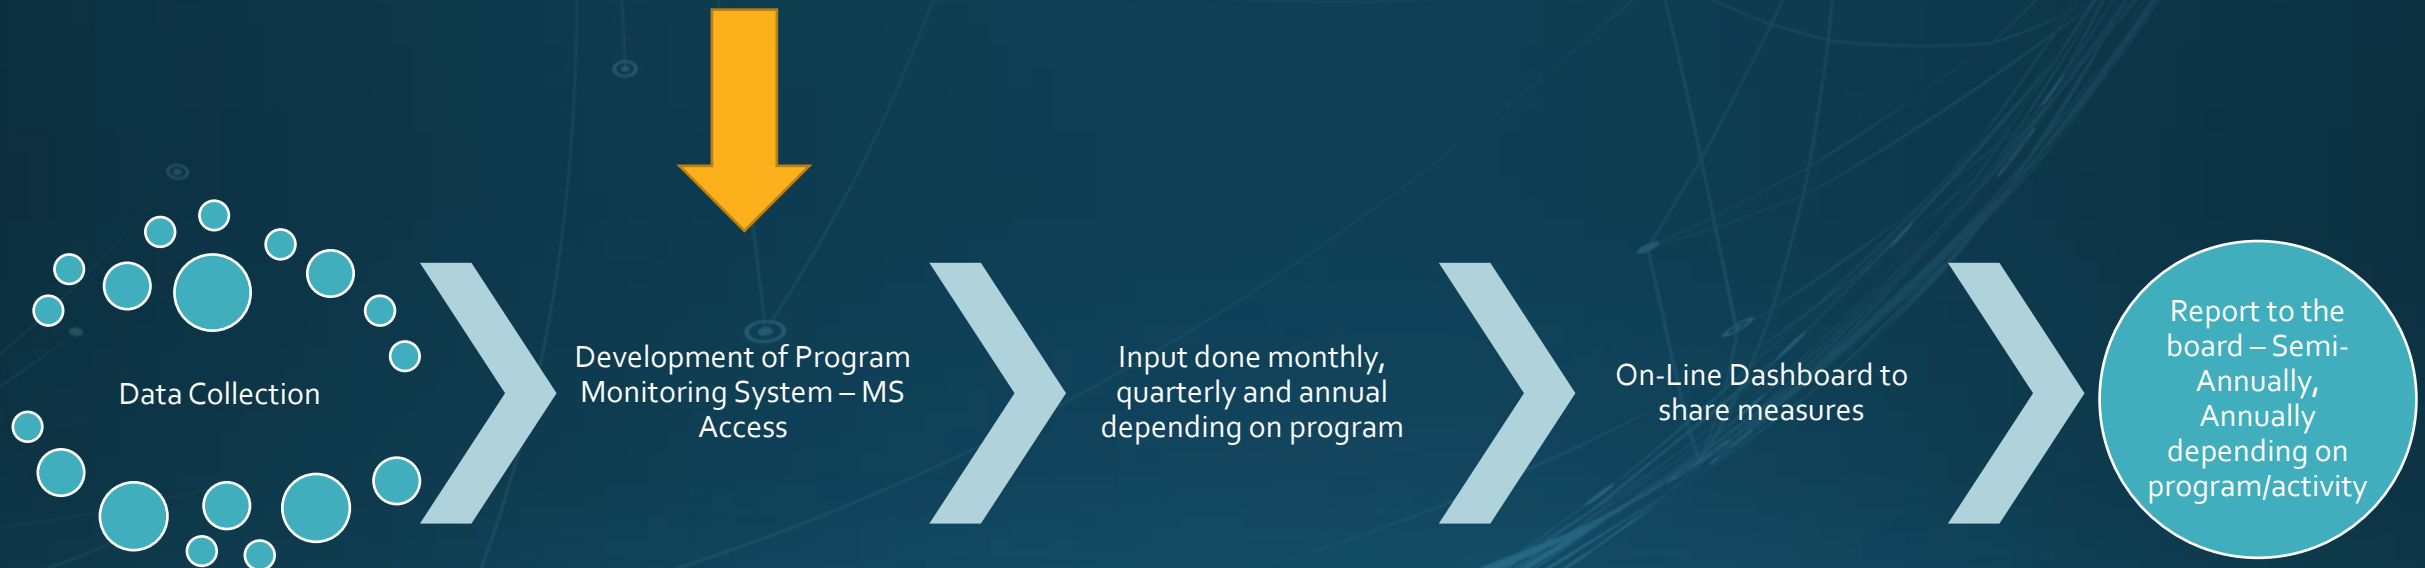 Data Collection
Development of Program
Monitoring System – MS
Access
Input done monthly,
quarterly and annual
depending on program
On-Line Dashboard to
share measures
Report to the
board – Semi-
Annually,
Annually
depending on
program/activity